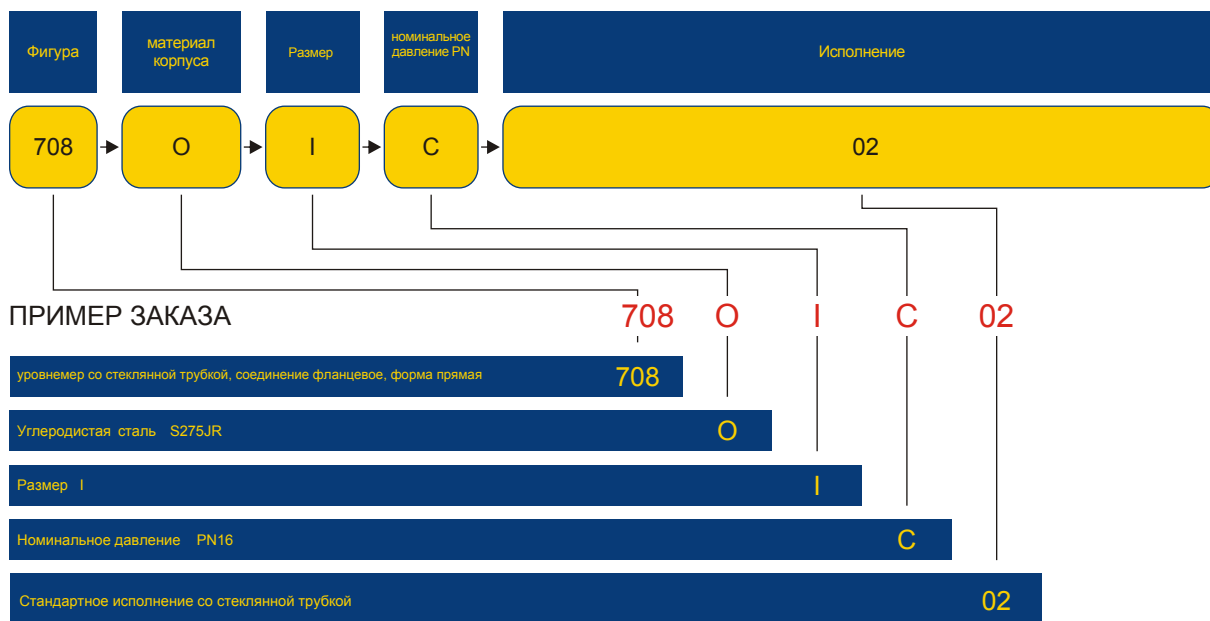 Фигура
материал
корпуса
Размер
номинальное
давление PN
Исполнение
708
O
I
C
02
ПРИМЕР ЗАКАЗА
708 O I C 02
уровнемер со стеклянной трубкой, соединение фланцевое, форма прямая 708
Углеродистая сталь S275JR O
Размер I I
Номинальное давление PN16 C
Стандартное исполнение со стеклянной трубкой 02